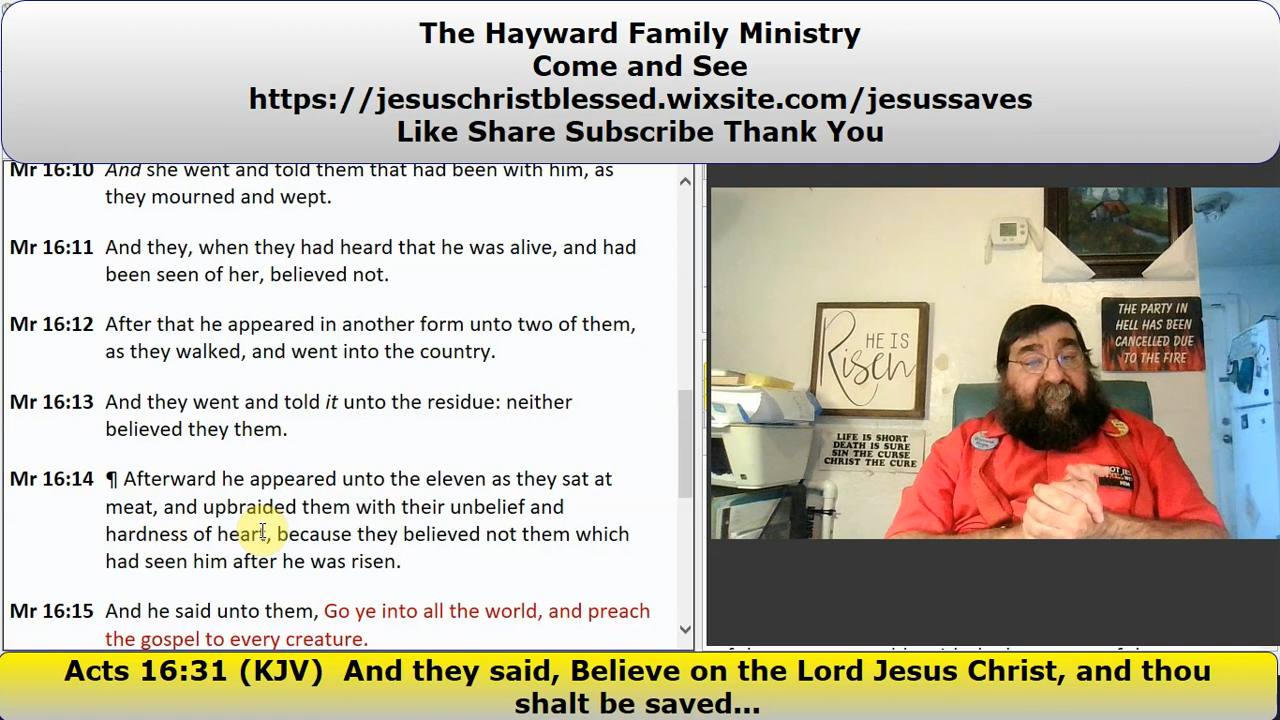 The Hayward Family Ministry
Come and See
https://jesuschristblessed.wixsite.com/jesussaves
Like Share Subscribe Thank You
Mr 16:10 And she went and told them that had been with him, as
they mourned and wept.
Mr 16:11 And they, when they had heard that he was alive, and had
been seen of her, believed not.
Mr 16:12 After that he appeared in another form unto two of them,
as they walked, and went into the country.
Mr 16:13 And they went and told it unto the residue: neither
believed they them.
Mr 16:14 ¶ Afterward he appeared unto the eleven as they sat at
meat, and upbraided them with their unbelief and
hardness of heart, because they believed not them which
had seen him after he was risen.
Mr 16:15 And he said unto them, Go ye into all the world, and preach
the gospel to every creature.
HE IS
Risen
LIFE IS SHORT
DEATH IS SURE
SIN THE CURSE
CHRIST THE CURE
THE PARTY IN
HELL HAS BEEN
CANCELLED DUE
TO THE FIRE
Acts 16:31 (KJV) And they said, Believe on the Lord Jesus Christ, and thou
shalt be saved...